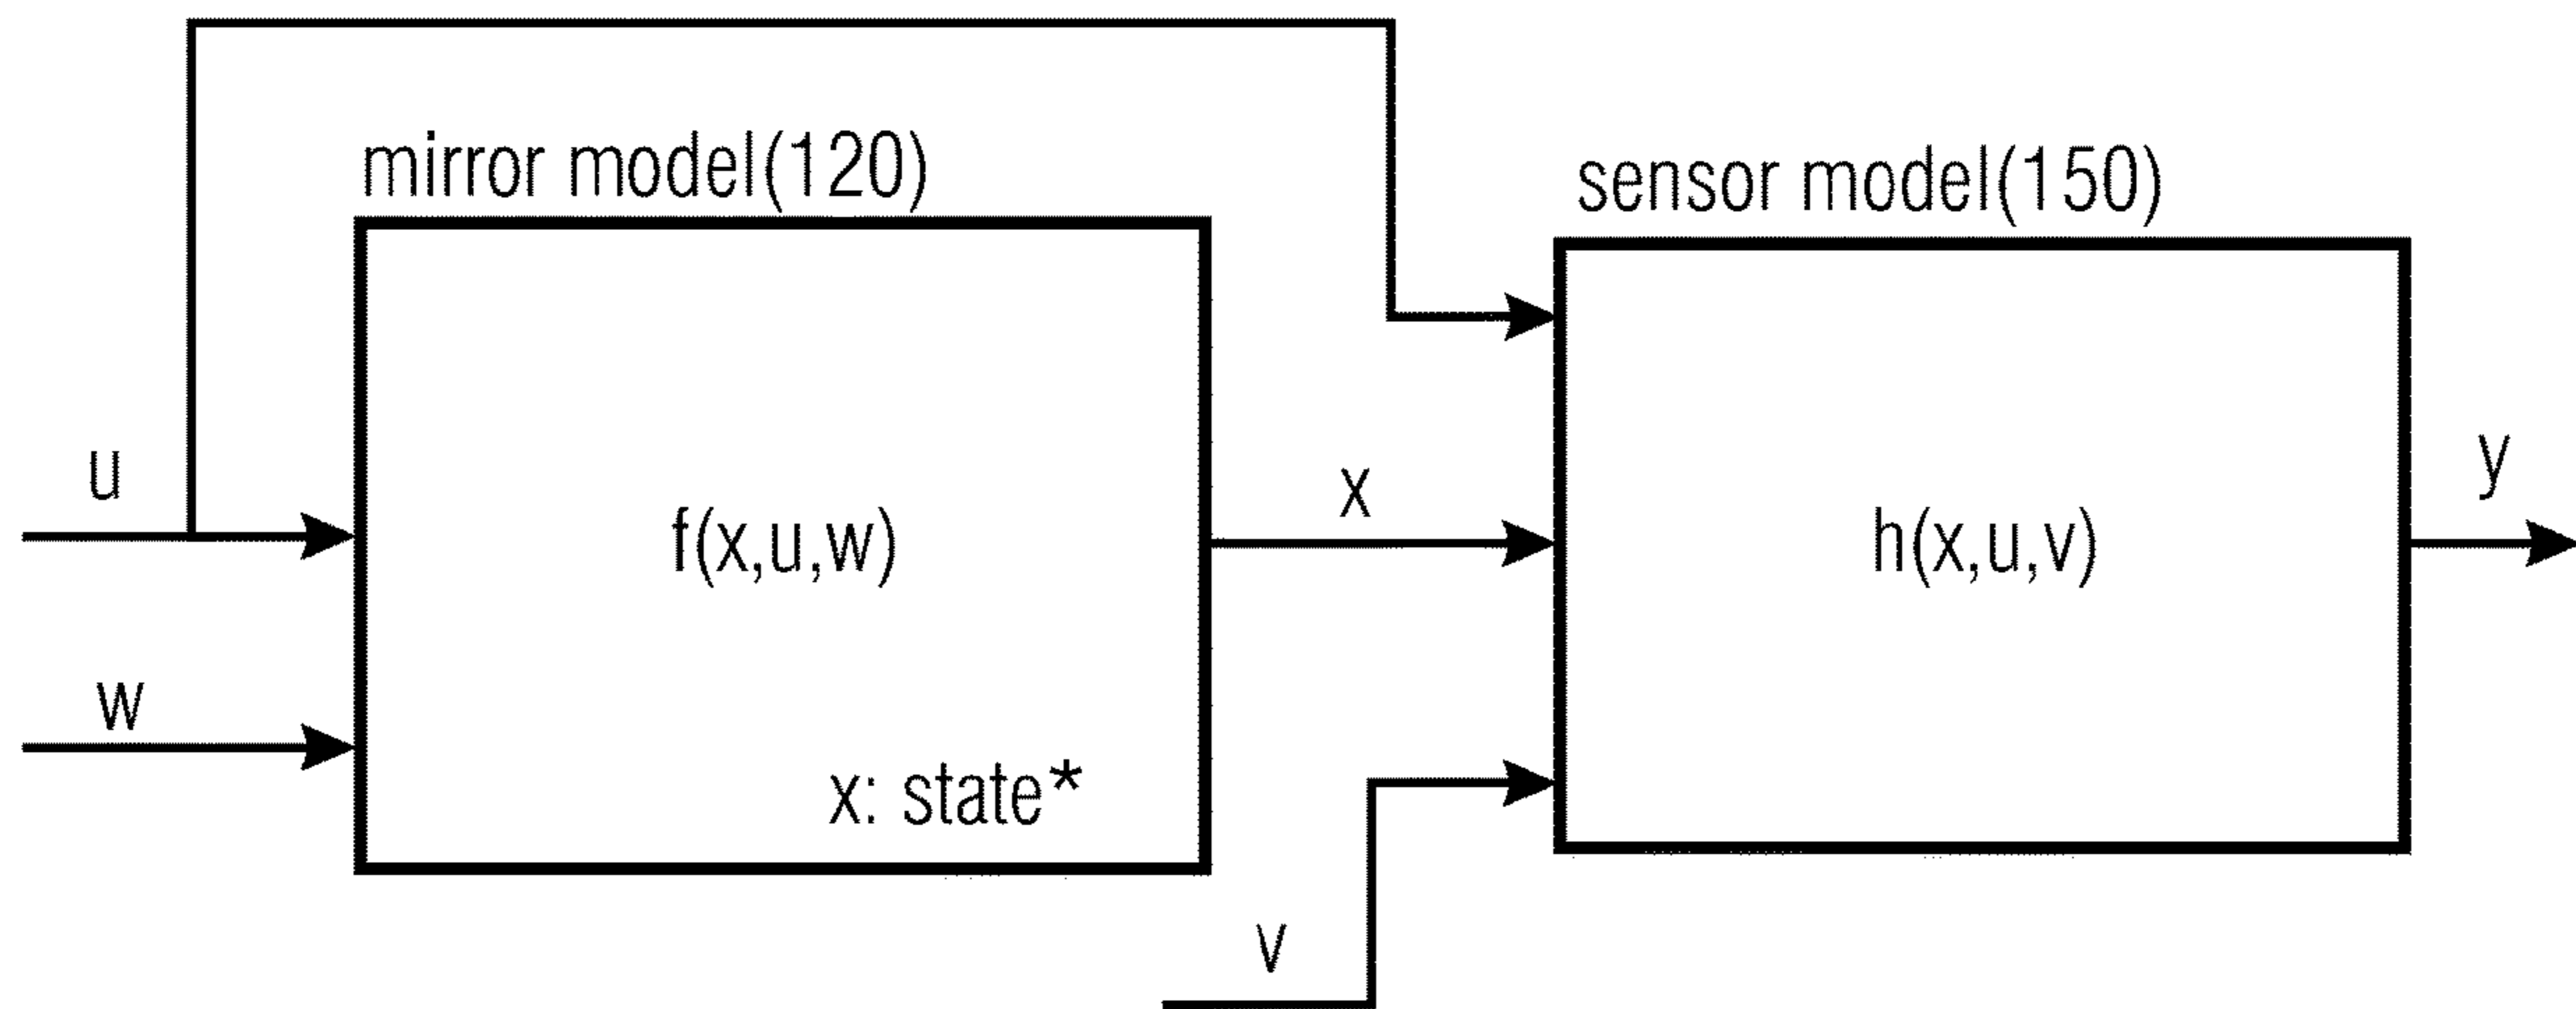 mirror model(120)
sensor model(150)
u
w
f(x,u,w)
x: state*
x
v
h(x,u,v)
y